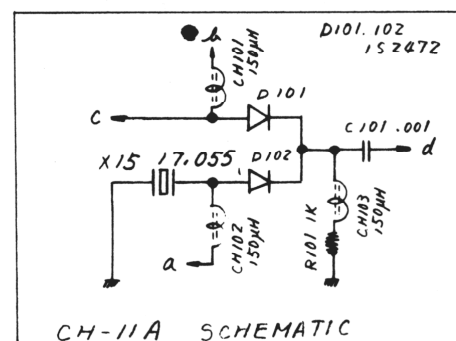 b
D101.102
1S2472
CH101
150μH
D101
C
C101 .001
d
X15
17.055
D102
CH102
150μH
a
R101 1K
CH103
150μH
CH-11A SCHEMATIC